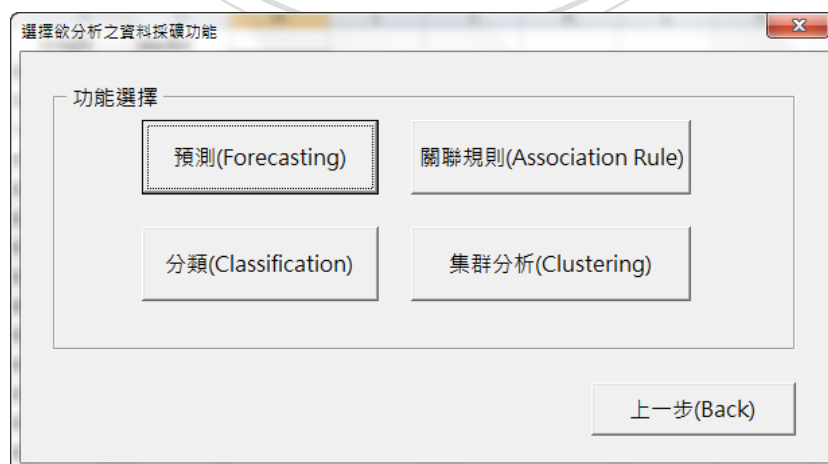 選擇欲分析之資料採礦功能
功能選擇
預測(Forecasting)
關聯規則(Association Rule)
分類(Classification)
集群分析(Clustering)
上一步(Back)